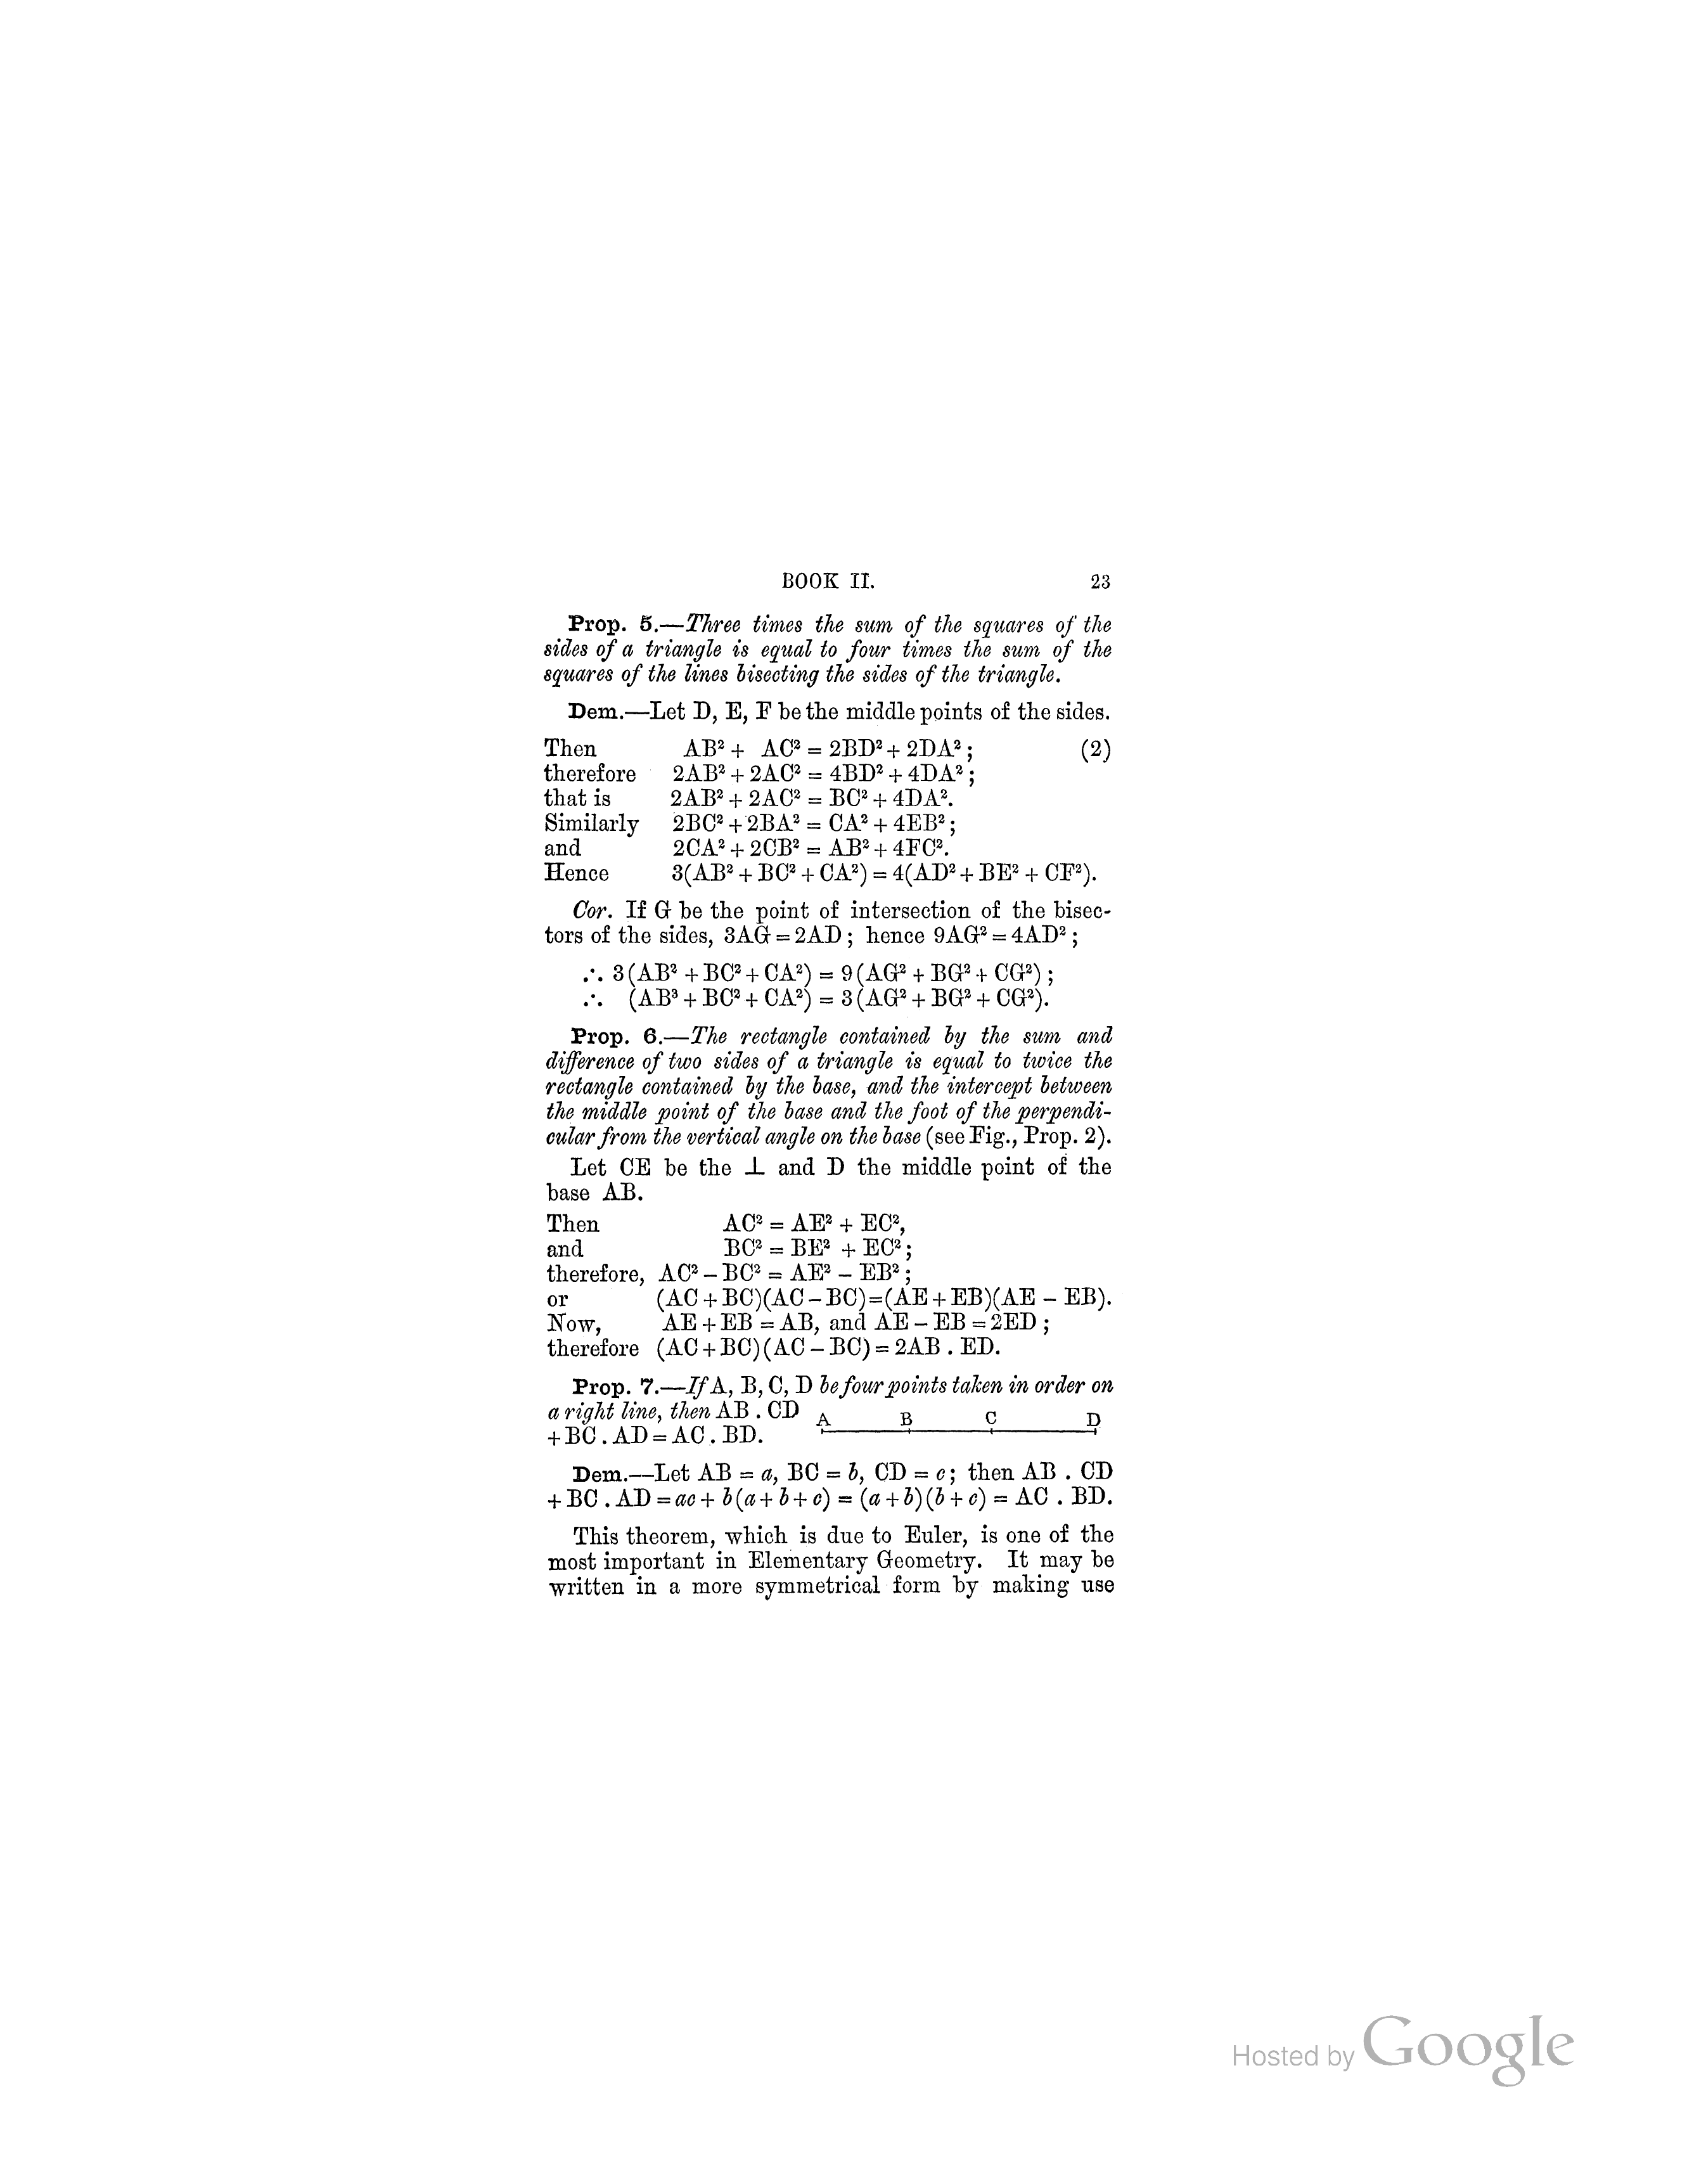 BOOK II. 23
Prop. 5.—Three times the sum of the squares of the
sides of a triangle is equal to four times the sum of the
squares of the lines bisecting the sides of the triangle.
Dem.—Let D, E, F be the middle points of the sides.
Then AB² + AC² = 2BD² + 2DA²; (2)
therefore 2AB² + 2AC² = 4BD² + 4DA²;
that is 2AB² + 2AC² = BC² + 4DA².
Similarly 2BC² + 2BA² = CA² + 4EB²;
and 2CA² + 2CB² = AB² + 4FC².
Hence 3(AB² + BC² + CA²) = 4(AD² + BE² + CF²).
Cor. If G be the point of intersection of the bisec-
tors of the sides, 3AG = 2AD; hence 9AG² = 4AD²;
∴ 3(AB² + BC² + CA²) = 9(AG² + BG² + CG²);
∴ (AB³ + BC² + CA²) = 3(AG² + BG² + CG²).
Prop. 6.—The rectangle contained by the sum and
difference of two sides of a triangle is equal to twice the
rectangle contained by the base, and the intercept between
the middle point of the base and the foot of the perpendi-
cular from the vertical angle on the base (see Fig., Prop. 2).
Let CE be the ⊥ and D the middle point of the
base AB.
Then AC² = AE² + EC²,
and BC² = BE² + EC²;
therefore, AC² – BC² = AE² – EB²;
or (AC + BC)(AC – BC)=(AE + EB)(AE – EB).
Now, AE + EB = AB, and AE – EB = 2ED;
therefore (AC + BC)(AC – BC) = 2AB . ED.
Prop. 7.—If A, B, C, D be four points taken in order on
a right line, then AB . CD
+ BC . AD = AC . BD.
A B C D
Dem.—Let AB = a, BC = b, CD = c; then AB . CD
+ BC . AD = ac + b(a + b + c) = (a + b)(b + c) = AC . BD.
This theorem, which is due to Euler, is one of the
most important in Elementary Geometry. It may be
written in a more symmetrical form by making use
Hosted by Google